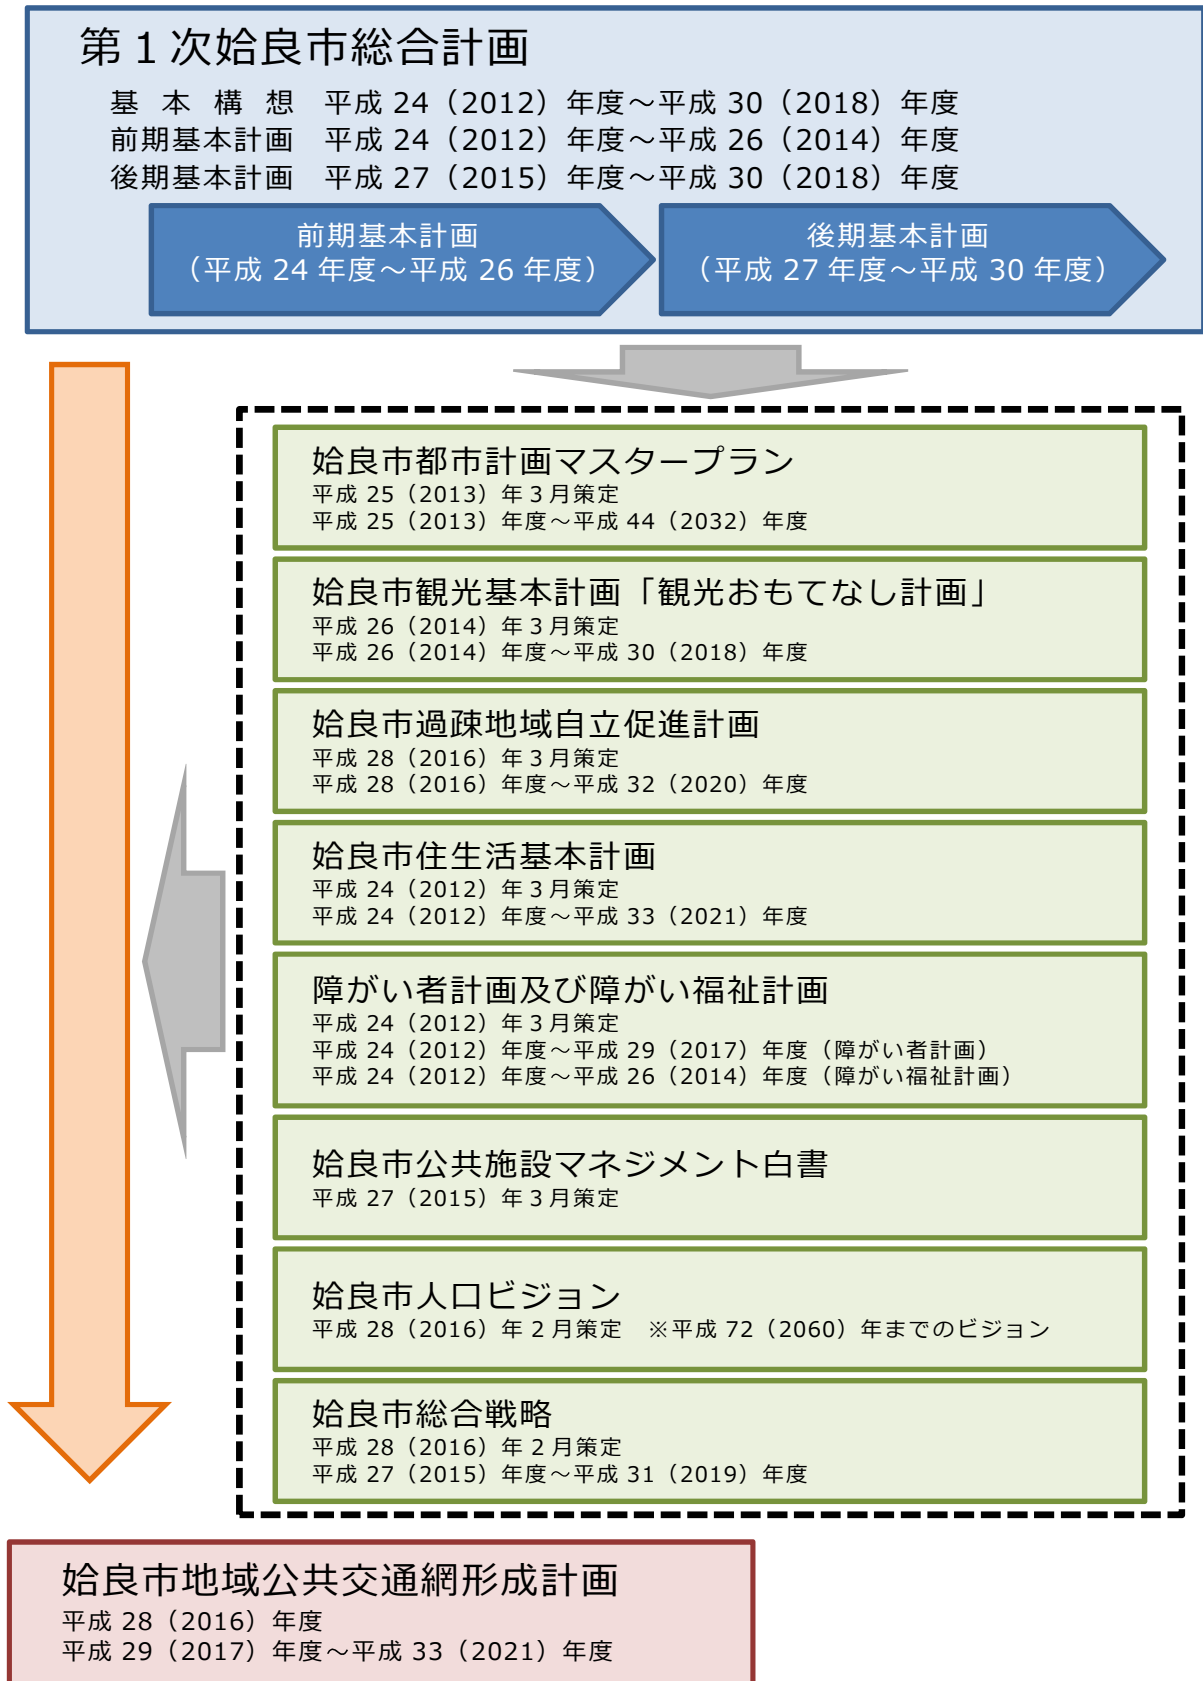 第１次姶良市総合計画
基本構想　平成 24（2012）年度～平成 30（2018）年度
前期基本計画　平成 24（2012）年度～平成 26（2014）年度
後期基本計画　平成 27（2015）年度～平成 30（2018）年度
前期基本計画
（平成 24 年度～平成 26 年度）
後期基本計画
（平成 27 年度～平成 30 年度）
姶良市都市計画マスタープラン
平成 25（2013）年３月策定
平成 25（2013）年度～平成 44（2032）年度
姶良市観光基本計画「観光おもてなし計画」
平成 26（2014）年３月策定
平成 26（2014）年度～平成 30（2018）年度
姶良市過疎地域自立促進計画
平成 28（2016）年３月策定
平成 28（2016）年度～平成 32（2020）年度
姶良市住生活基本計画
平成 24（2012）年３月策定
平成 24（2012）年度～平成 33（2021）年度
障がい者計画及び障がい福祉計画
平成 24（2012）年３月策定
平成 24（2012）年度～平成 29（2017）年度（障がい者計画）
平成 24（2012）年度～平成 26（2014）年度（障がい福祉計画）
姶良市公共施設マネジメント白書
平成 27（2015）年３月策定
姶良市人口ビジョン
平成 28（2016）年２月策定　※平成 72（2060）年までのビジョン
姶良市総合戦略
平成 28（2016）年２月策定
平成 27（2015）年度～平成 31（2019）年度
姶良市地域公共交通網形成計画
平成 28（2016）年度
平成 29（2017）年度～平成 33（2021）年度